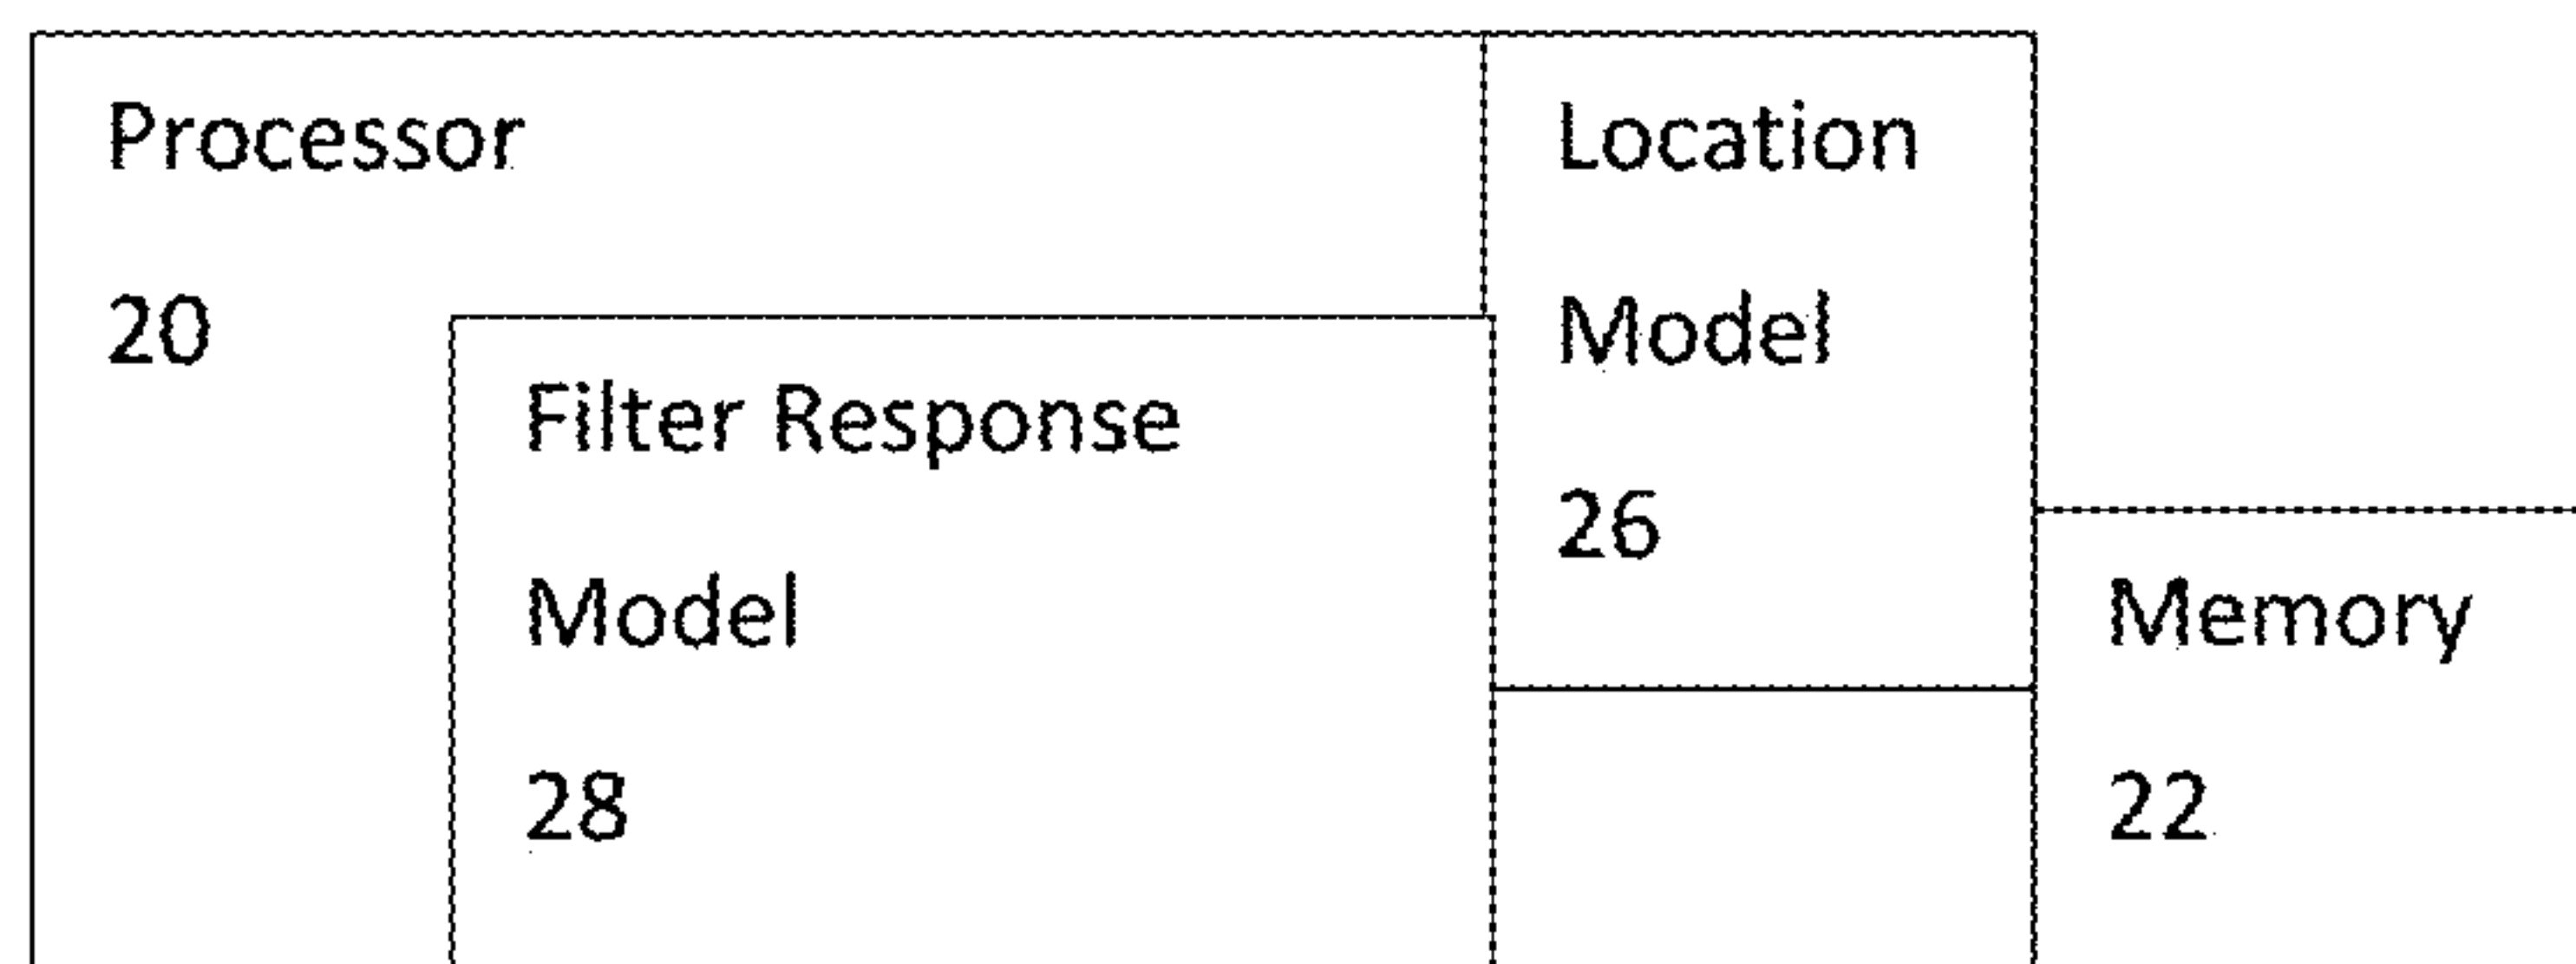 Processor
20
Filter Response
Model
28
Location
Model
26
Memory
22